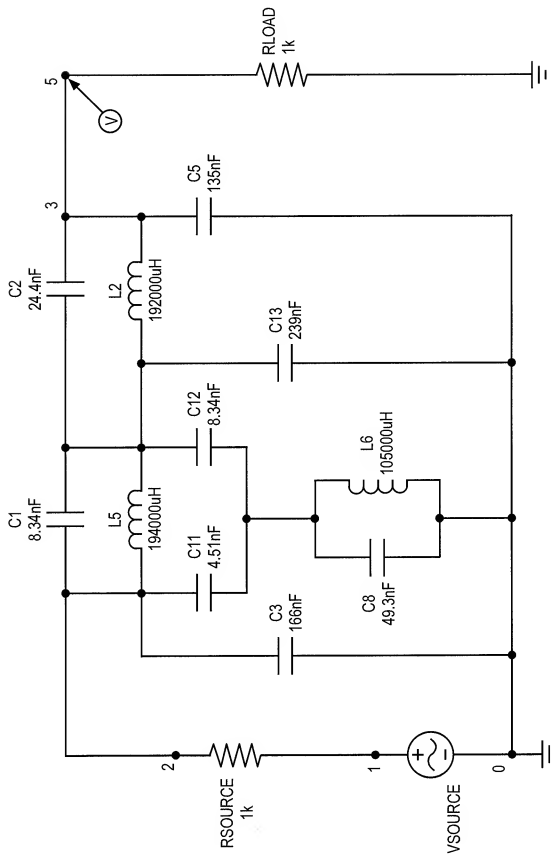 5
V
RLOAD
1k
3
C2
24.4nF
L2
192000uH
C5
135nF
C13
239nF
C1
8.34nF
L5
194000uH
C12
8.34nF
C11
4.51nF
L6
105000uH
C8
49.3nF
C3
166nF
2
RSOURCE
1k
1
0
VSOURCE